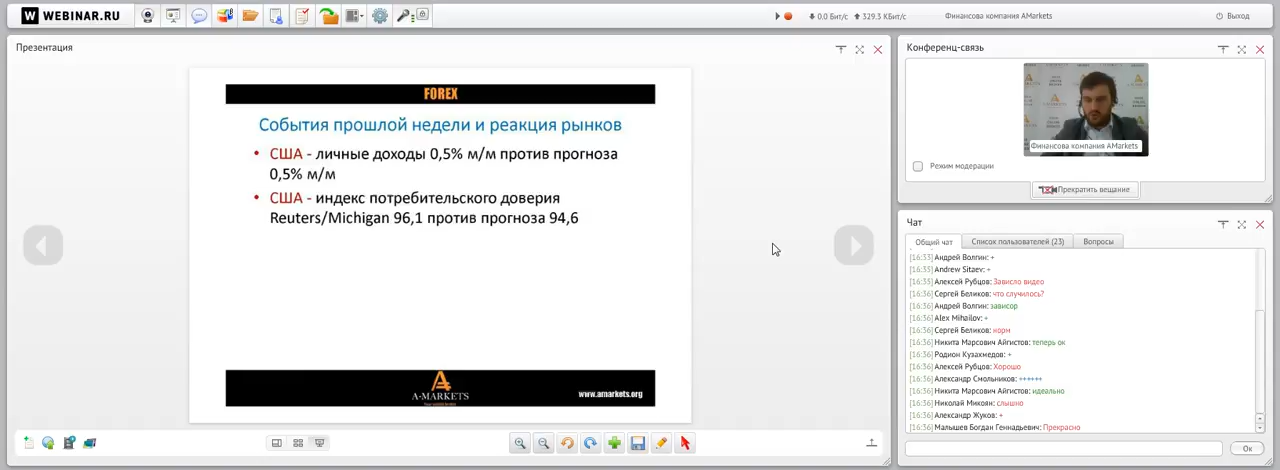 W WEBINAR.RU
0.0 Бит/с 329,3 КБит/с
Финансова компания AMarkets
Выход
Презентация
FOREX
События прошлой недели и реакция рынков
• США - личные доходы 0,5% м/м против прогноза
0,5% м/м
• США - индекс потребительского доверия
Reuters/Michigan 96,1 против прогноза 94,6
A-MARKETS
www.amarkets.org
Конференц-связь
Финансова компания AMarkets
Режим модерации
Прекратить вещание
Чат
Общий чат
Список пользователей (23)
Вопросы
[16:33] Андрей Волгин: +
[16:33] Andrew Sitaev: +
[16:33] Алексей Рубцов: Зависло видео
[16:36] Сергей Беликов: что случилось?
[16:36] Андрей Волгин: зависор
[16:36] Alex Mihailov: +
[16:36] Сергей Беликов: норм
[16:36] Никита Марсович Айгистов: теперь ок
[16:36] Родион Кузахмедов: +
[16:36] Алексей Рубцов: Хорошо
[16:36] Александр Смольников: ++++++
[16:36] Никита Марсович Айгистов: идеально
[16:36] Николай Микоян: слышно
[16:36] Александр Жуков: +
[16:36] Малышев Богдан Геннадьевич: Прекрасно
Ок